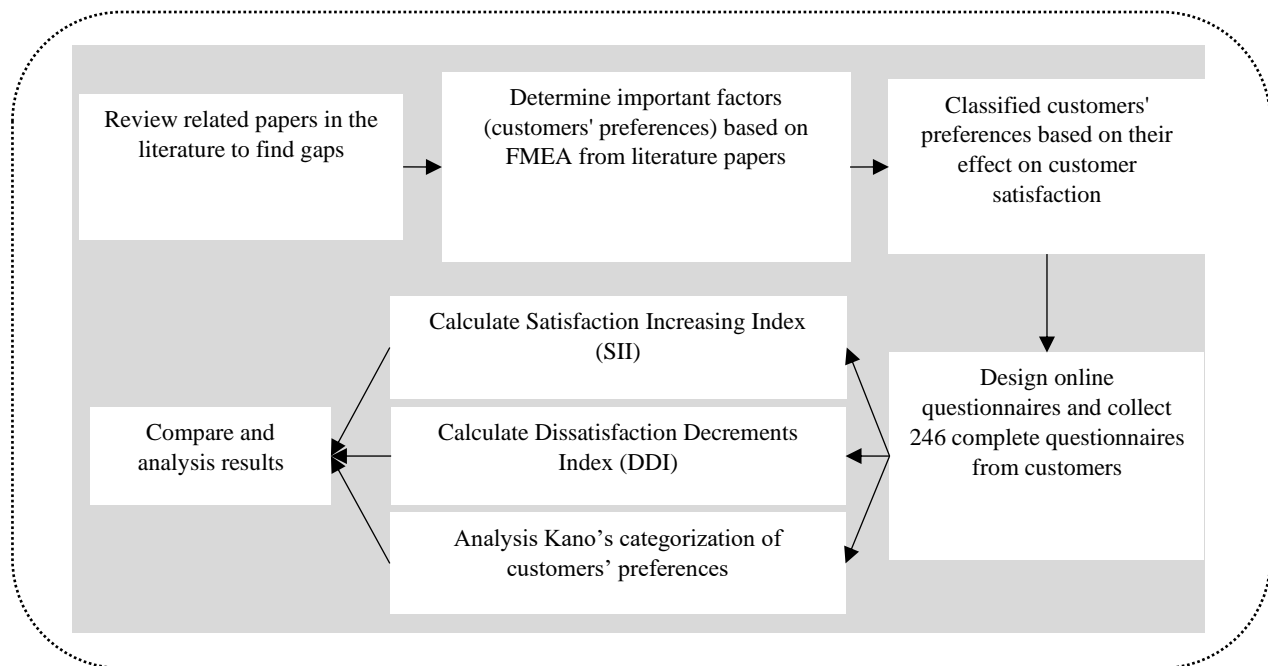 Review related papers in the
literature to find gaps
Determine important factors
(customers' preferences) based on
FMEA from literature papers
Classified customers'
preferences based on their
effect on customer
satisfaction
Design online
questionnaires and collect
246 complete questionnaires
from customers
Calculate Satisfaction Increasing Index
(SII)
Calculate Dissatisfaction Decrements
Index (DDI)
Analysis Kano’s categorization of
customers’ preferences
Compare and
analysis results